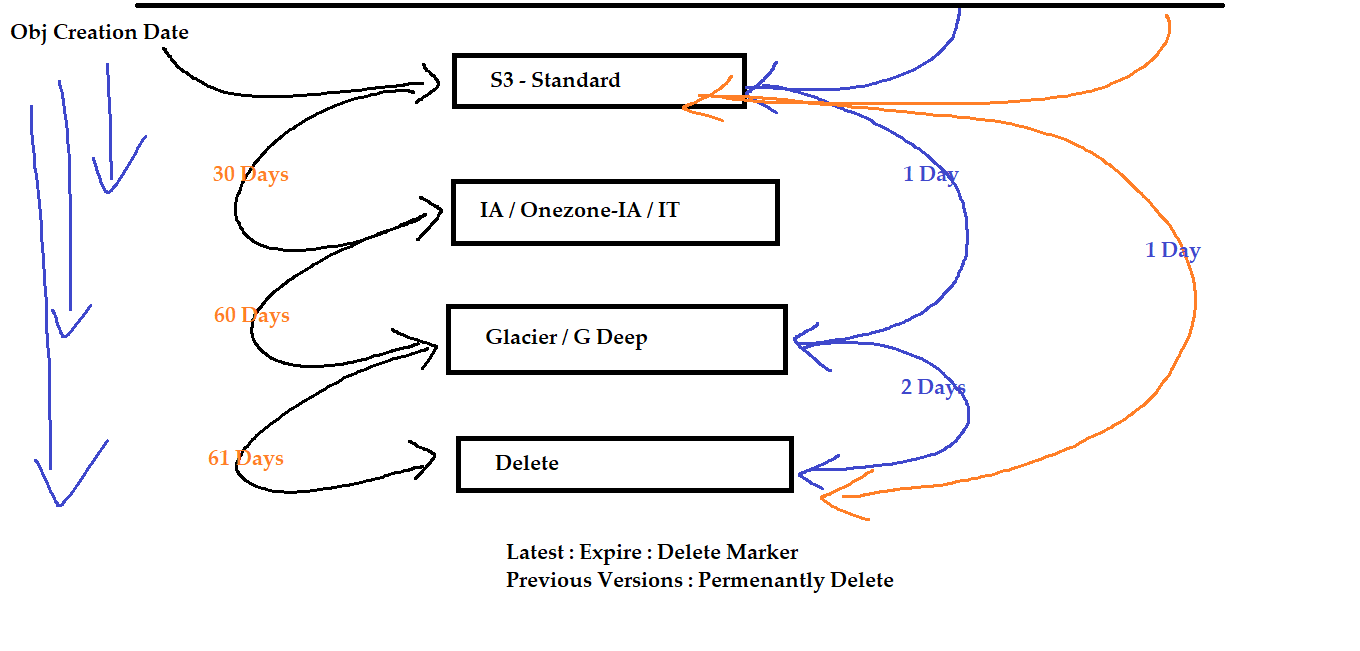 Obj Creation Date
S3 - Standard
30 Days
1 Day
IA / Onezone-IA / IT
1 Day
60 Days
Glacier / G Deep
2 Days
61 Days
Delete
Latest : Expire : Delete Marker
Previous Versions : Permenantly Delete